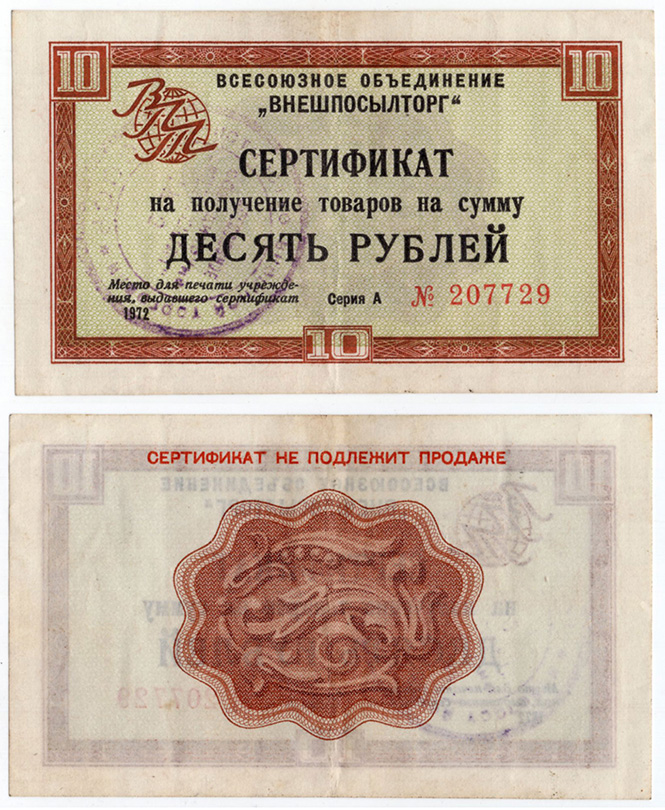 10
10
ВПТ
ВСЕСОЮЗНОЕ ОБЪЕДИНЕНИЕ
„ВНЕШПОСЫЛТОРГ“
СЕРТИФИКАТ
на получение товаров на сумму
ДЕСЯТЬ РУБЛЕЙ
Место для печати учрежде-
ния, выдавшего сертификат
1972
Серия А № 207729
10
СЕРТИФИКАТ НЕ ПОДЛЕЖИТ ПРОДАЖЕ